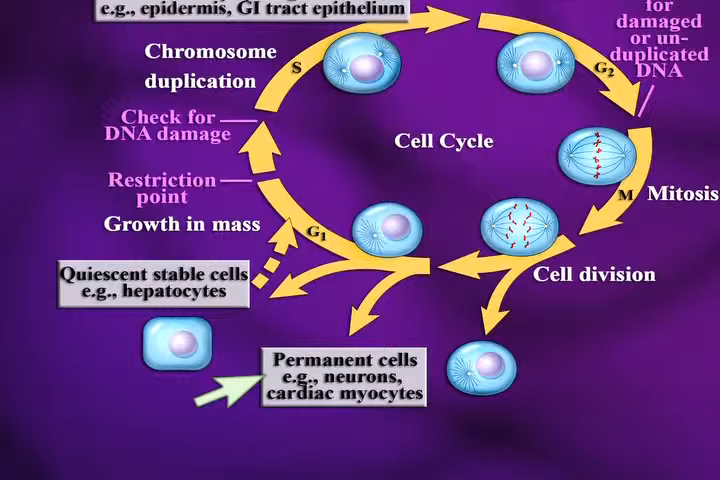 e.g., epidermis, GI tract epithelium
for
damaged
or un-
duplicated
DNA
Chromosome
duplication
S
G2
Check for
DNA damage
Cell Cycle
Restriction
point
M
Mitosis
Growth in mass
G1
Quiescent stable cells
e.g., hepatocytes
Cell division
Permanent cells
e.g., neurons,
cardiac myocytes